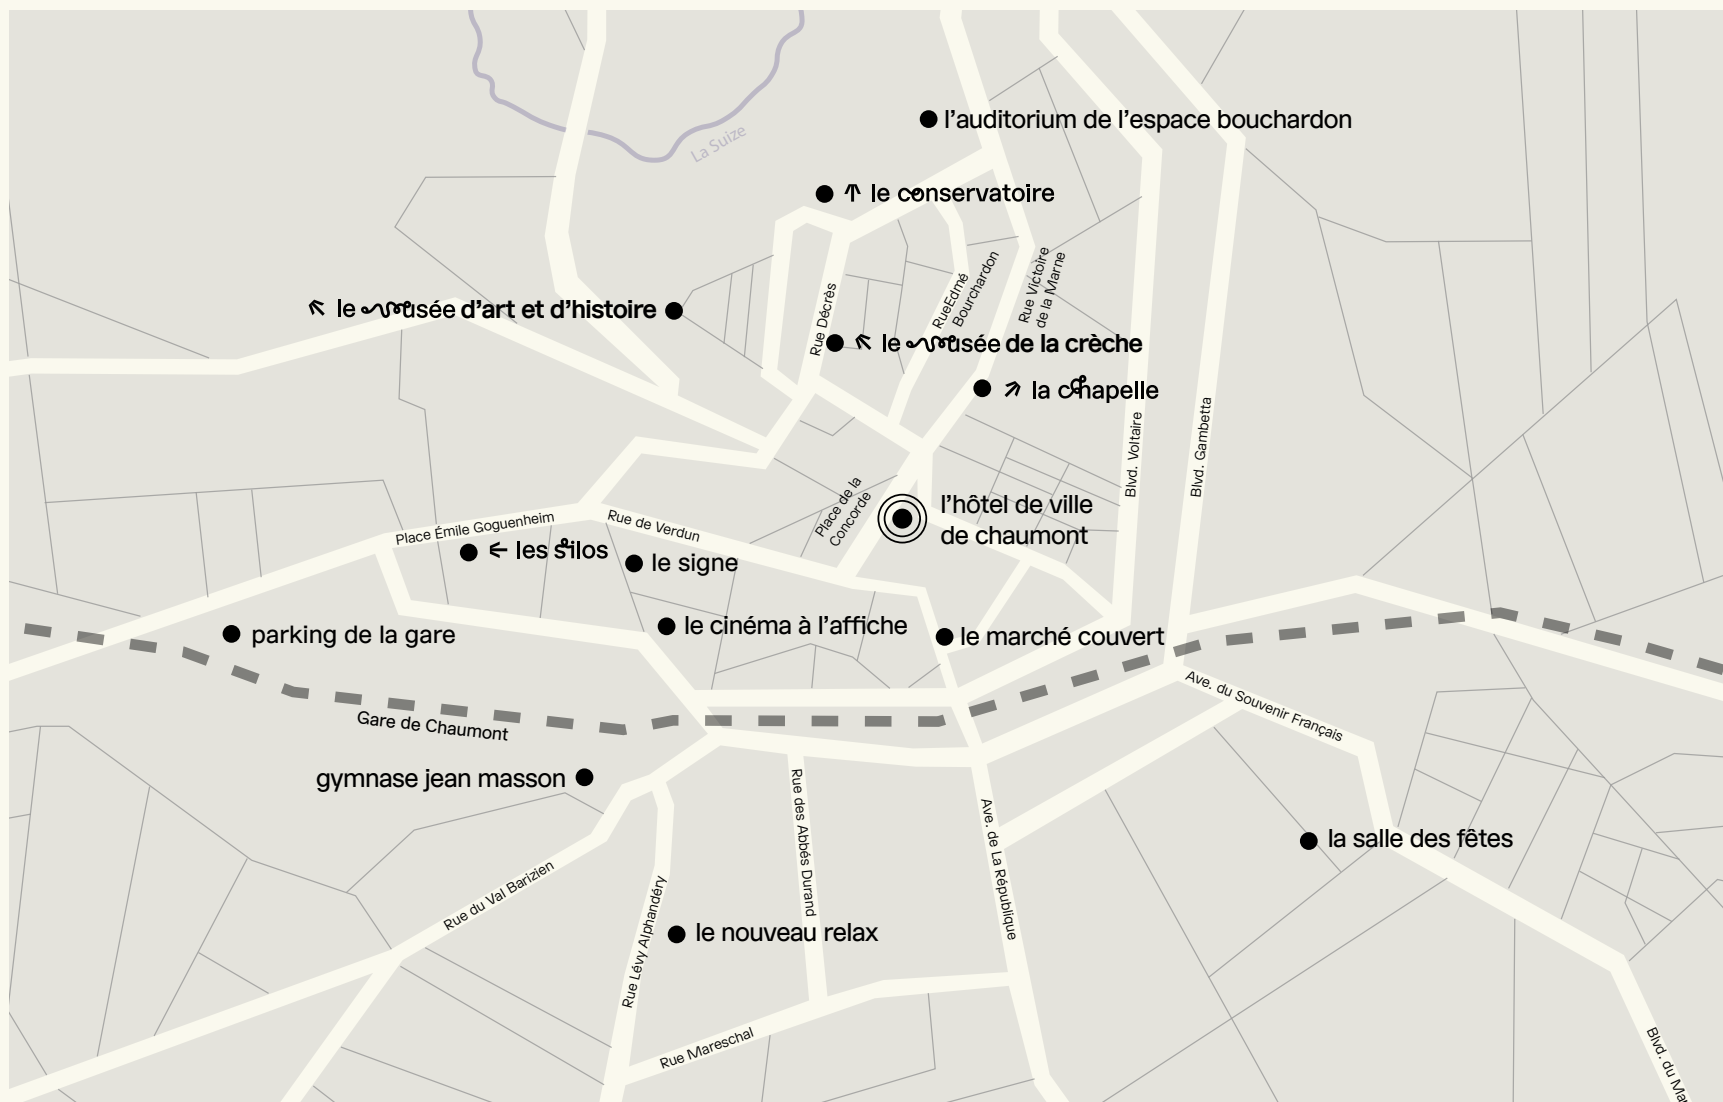 l'auditorium de l'espace bouchardon
La Suize
le conservatoire
Rue Victoire
de la Marne
RueEdmé
Bourchardon
le musée d'art et d'histoire
Rue Décrès
le musée de la crèche
la chapelle
Blvd. Voltaire
Blvd. Gambetta
Place de la
Concorde
l'hôtel de ville
de chaumont
Place Émile Goguenheim
Rue de Verdun
les silos
le signe
le cinéma à l'affiche
parking de la gare
le marché couvert
Ave. du Souvenir Français
Gare de Chaumont
gymnase jean masson
Rue des Abbés Durand
Ave. de La République
la salle des fêtes
Rue du Val Barizien
Rue Lévy Alphandéry
le nouveau relax
Rue Mareschal
Blvd. du